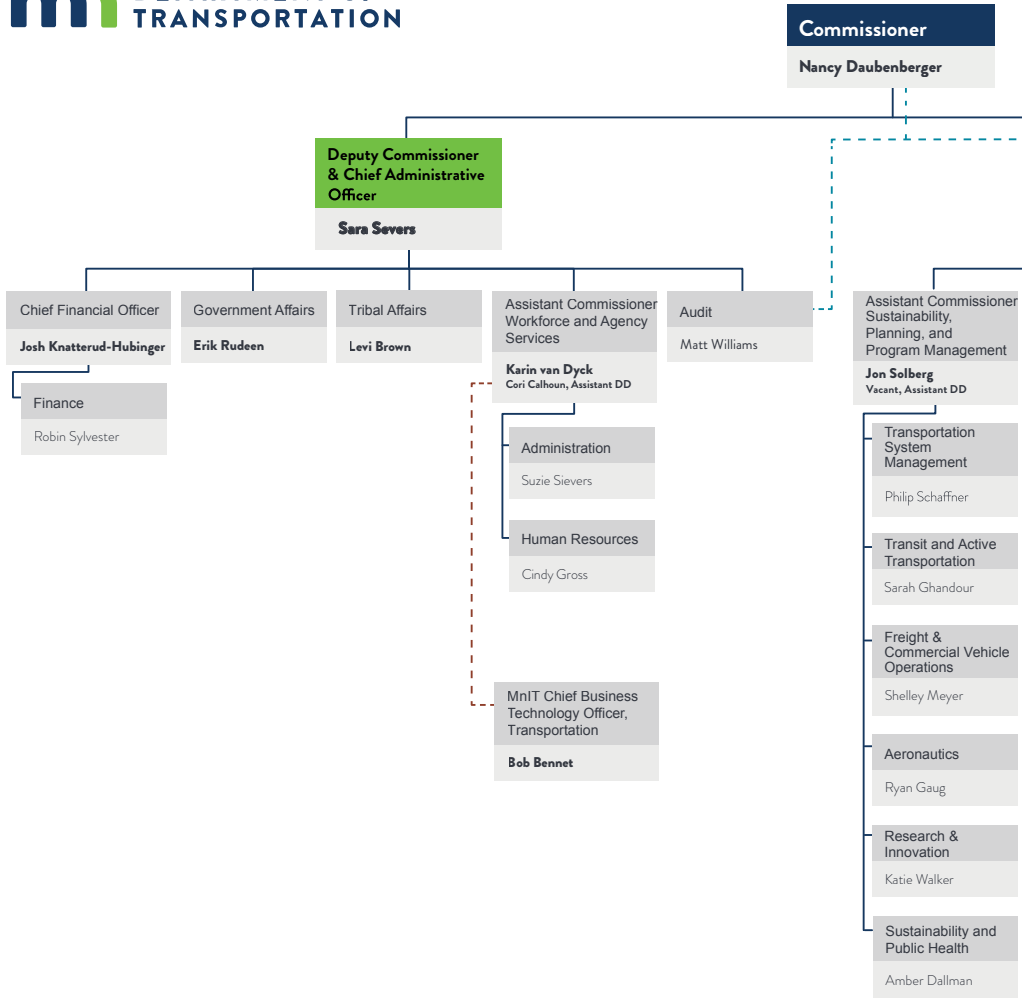 TRANSPORTATION
Commissioner
Nancy Daubenberger
Deputy Commissioner
& Chief Administrative
Officer
Sara Severs
Chief Financial Officer
Josh Knatterud-Hubinger
Finance
Robin Sylvester
Government Affairs
Erik Rudeen
Tribal Affairs
Levi Brown
Assistant Commissioner
Workforce and Agency
Services
Karin van Dyck
Cori Calhoun, Assistant DD
Administration
Suzie Sievers
Human Resources
Cindy Gross
MnIT Chief Business
Technology Officer,
Transportation
Bob Bennet
Audit
Matt Williams
Assistant Commissioner
Sustainability,
Planning, and
Program Management
Jon Solberg
Vacant, Assistant DD
Transportation
System
Management
Philip Schaffner
Transit and Active
Transportation
Sarah Ghandour
Freight &
Commercial Vehicle
Operations
Shelley Meyer
Aeronautics
Ryan Gaug
Research &
Innovation
Katie Walker
Sustainability and
Public Health
Amber Dallman